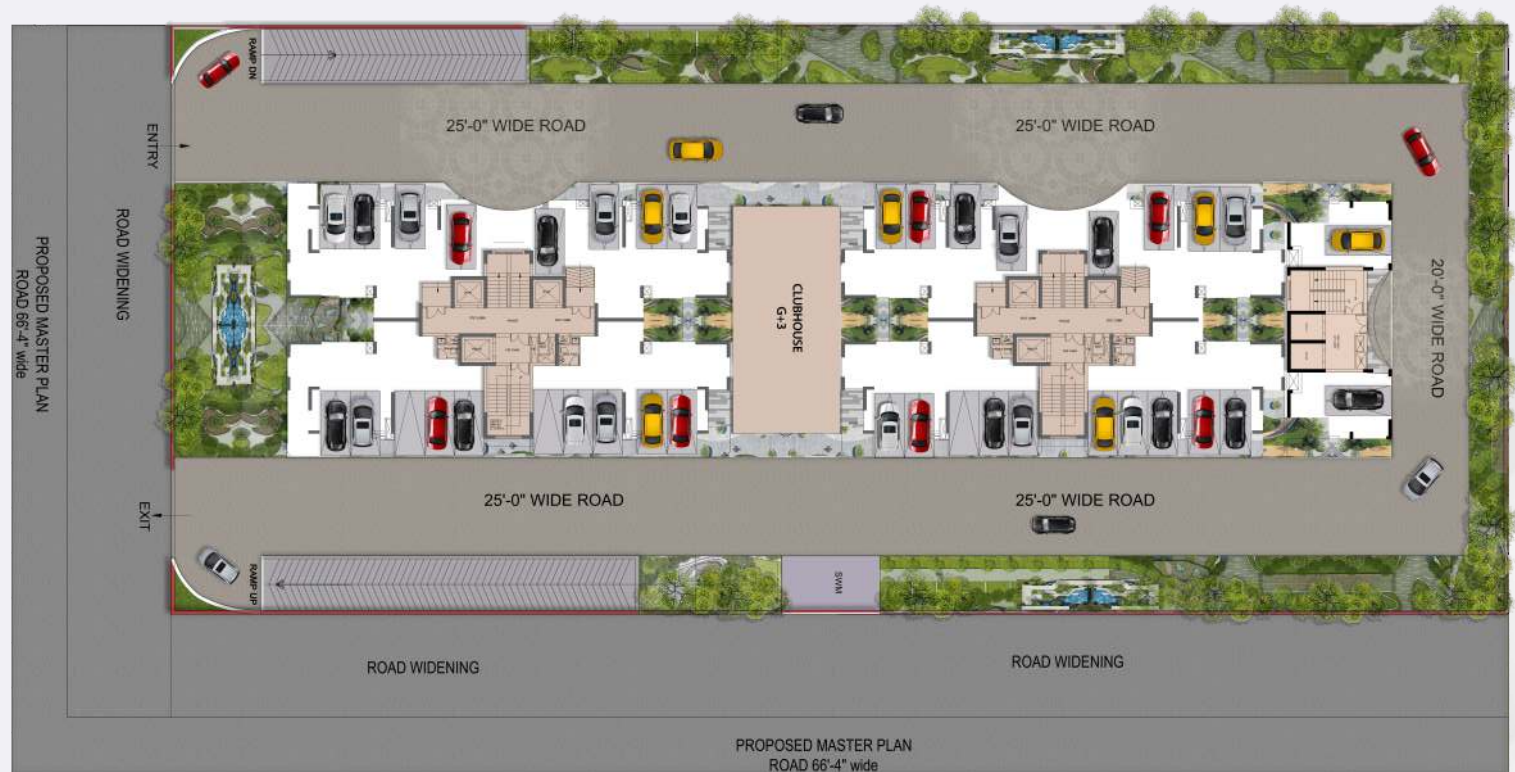 RAMP DN
ENTRY
25'-0" WIDE ROAD
25'-0" WIDE ROAD
PROPOSED MASTER PLAN
ROAD 66'-4" wide
ROAD WIDENING
CLUBHOUSE
G+3
20'-0" WIDE ROAD
25'-0" WIDE ROAD
25'-0" WIDE ROAD
EXIT
RAMP UP
SWM
ROAD WIDENING
ROAD WIDENING
PROPOSED MASTER PLAN
ROAD 66'-4" wide